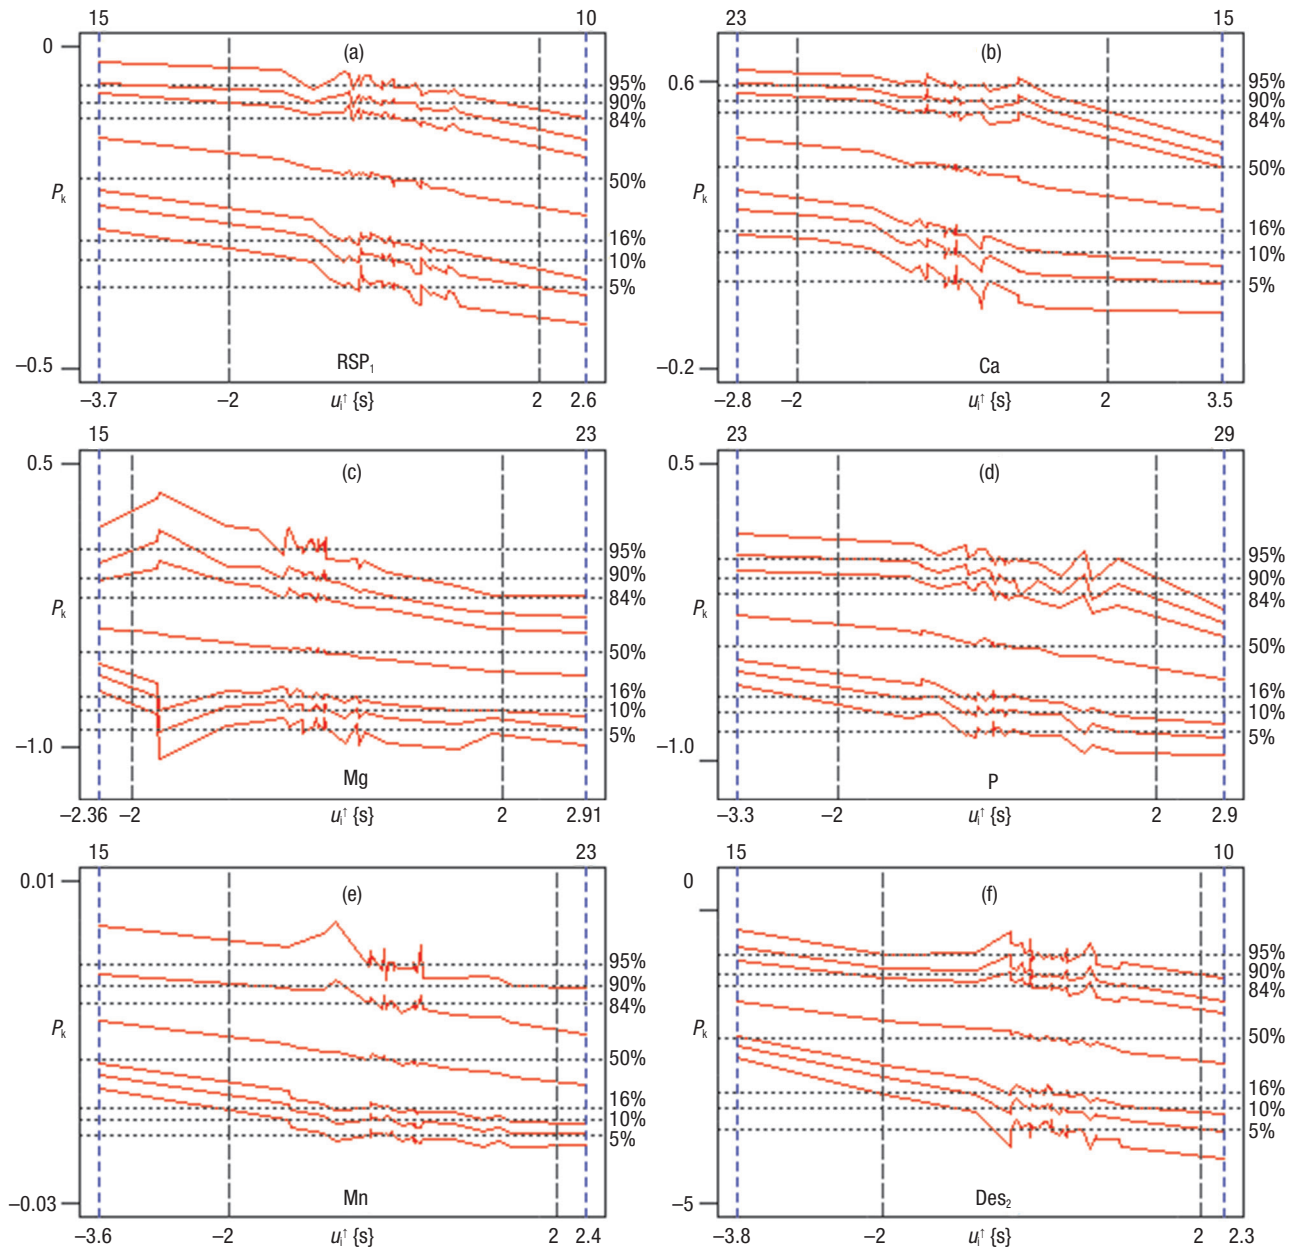 15 10
0 (a)
95%
90%
84%
50%
Pk
16%
10%
5%
−0.5 RSP1
−3.7 −2 ui↑ {s} 2 2.6
23 15
0.6 (b)
95%
90%
84%
50%
Pk
16%
10%
5%
−0.2 Ca
−2.8 −2 ui↑ {s} 2 3.5
15 23
0.5 (c)
95%
90%
84%
Pk
50%
16%
10%
5%
−1.0 Mg
−2.36 −2 ui↑ {s} 2 2.91
23 29
0.5 (d)
95%
90%
84%
Pk
50%
16%
10%
5%
−1.0 P
−3.3 −2 ui↑ {s} 2 2.9
15 23
0.01 (e)
95%
90%
84%
Pk
50%
16%
10%
5%
−0.03 Mn
−3.6 −2 ui↑ {s} 2 2.4
15 10
0 (f)
95%
90%
84%
Pk
50%
16%
10%
5%
−5 Des2
−3.8 −2 ui↑ {s} 2 2.3